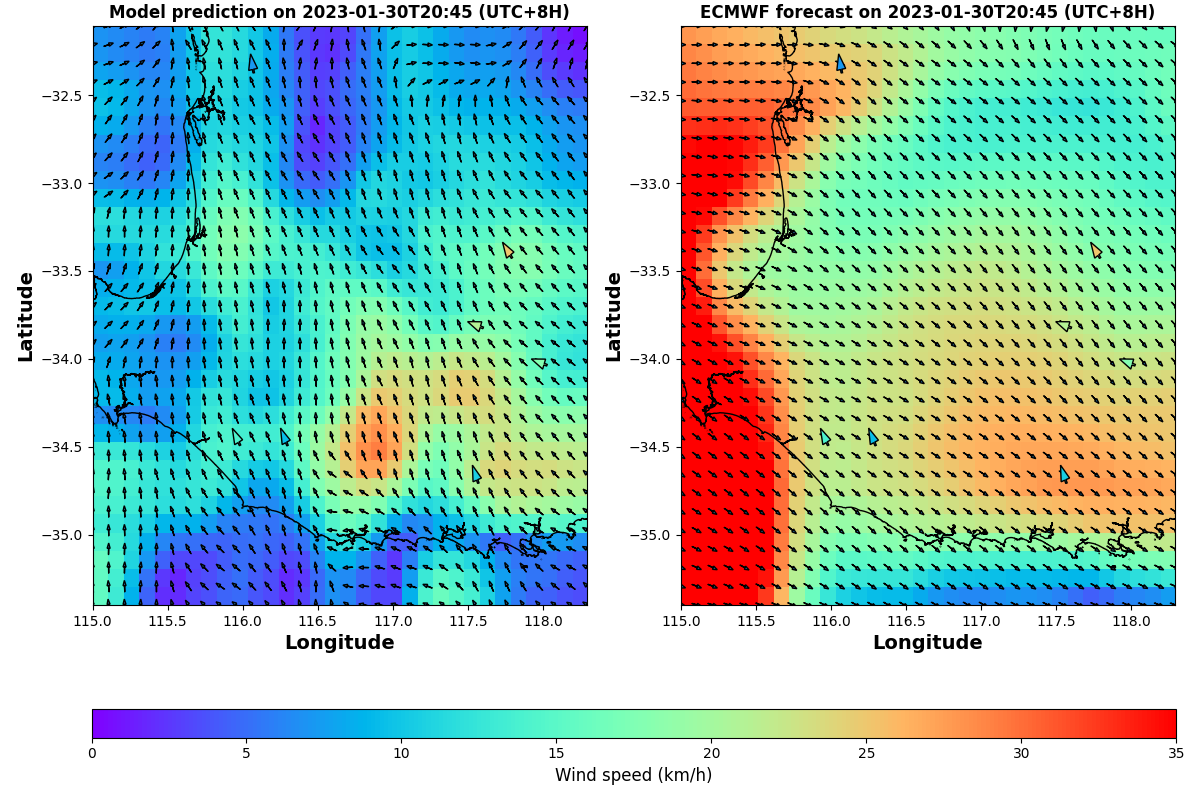 Model prediction on 2023-01-30T20:45 (UTC+8H)
ECMWF forecast on 2023-01-30T20:45 (UTC+8H)
−32.5
−33.0
−33.5
−34.0
−34.5
−35.0
Latitude
115.0 115.5 116.0 116.5 117.0 117.5 118.0
Longitude
−32.5
−33.0
−33.5
−34.0
−34.5
−35.0
Latitude
115.0 115.5 116.0 116.5 117.0 117.5 118.0
Longitude
0 5 10 15 20 25 30 35
Wind speed (km/h)